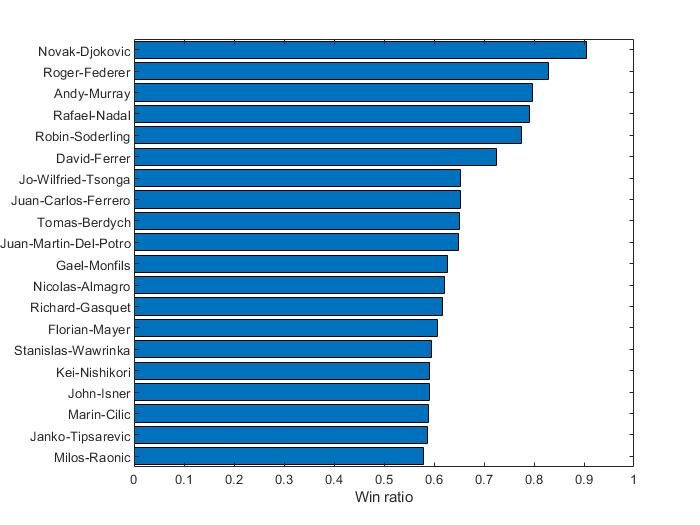 Novak-Djokovic
Roger-Federer
Andy-Murray
Rafael-Nadal
Robin-Soderling
David-Ferrer
Jo-Wilfried-Tsonga
Juan-Carlos-Ferrero
Tomas-Berdych
Juan-Martin-Del-Potro
Gael-Monfils
Nicolas-Almagro
Richard-Gasquet
Florian-Mayer
Stanislas-Wawrinka
Kei-Nishikori
John-Isner
Marin-Cilic
Janko-Tipsarevic
Milos-Raonic
0 0.1 0.2 0.3 0.4 0.5 0.6 0.7 0.8 0.9 1
Win ratio